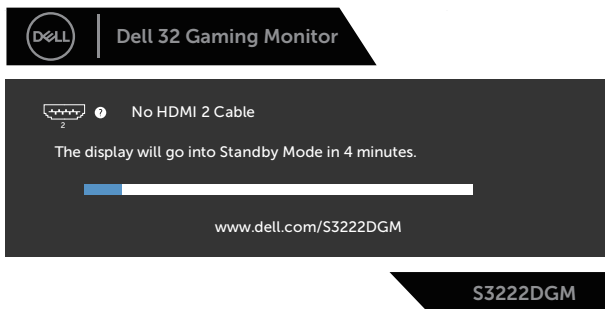 DELL
Dell 32 Gaming Monitor
? No HDMI 2 Cable
2
The display will go into Standby Mode in 4 minutes.
www.dell.com/S3222DGM
S3222DGM